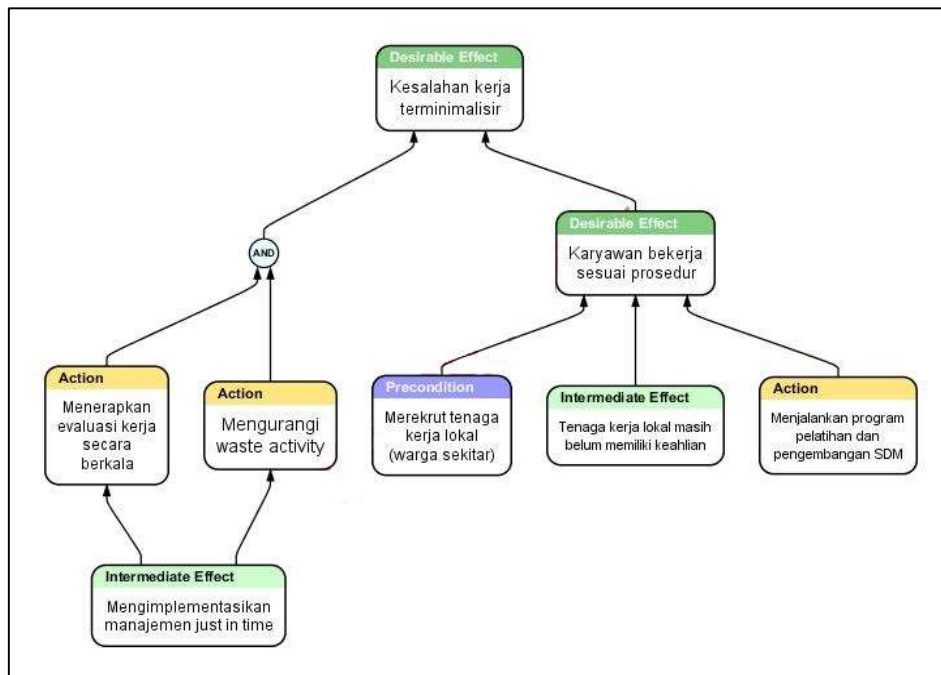 Desirable Effect
Kesalahan kerja
terminimalisir
Desirable Effect
Karyawan bekerja
sesuai prosedur
AND
Action
Menerapkan
evaluasi kerja
secara
berkala
Action
Mengurangi
waste activity
Precondition
Merekrut tenaga
kerja lokal
(warga sekitar)
Intermediate Effect
Tenaga kerja lokal masih
belum memiliki keahlian
Action
Menjalankan program
pelatihan dan
pengembangan SDM
Intermediate Effect
Mengimplementasikan
manajemen just in time